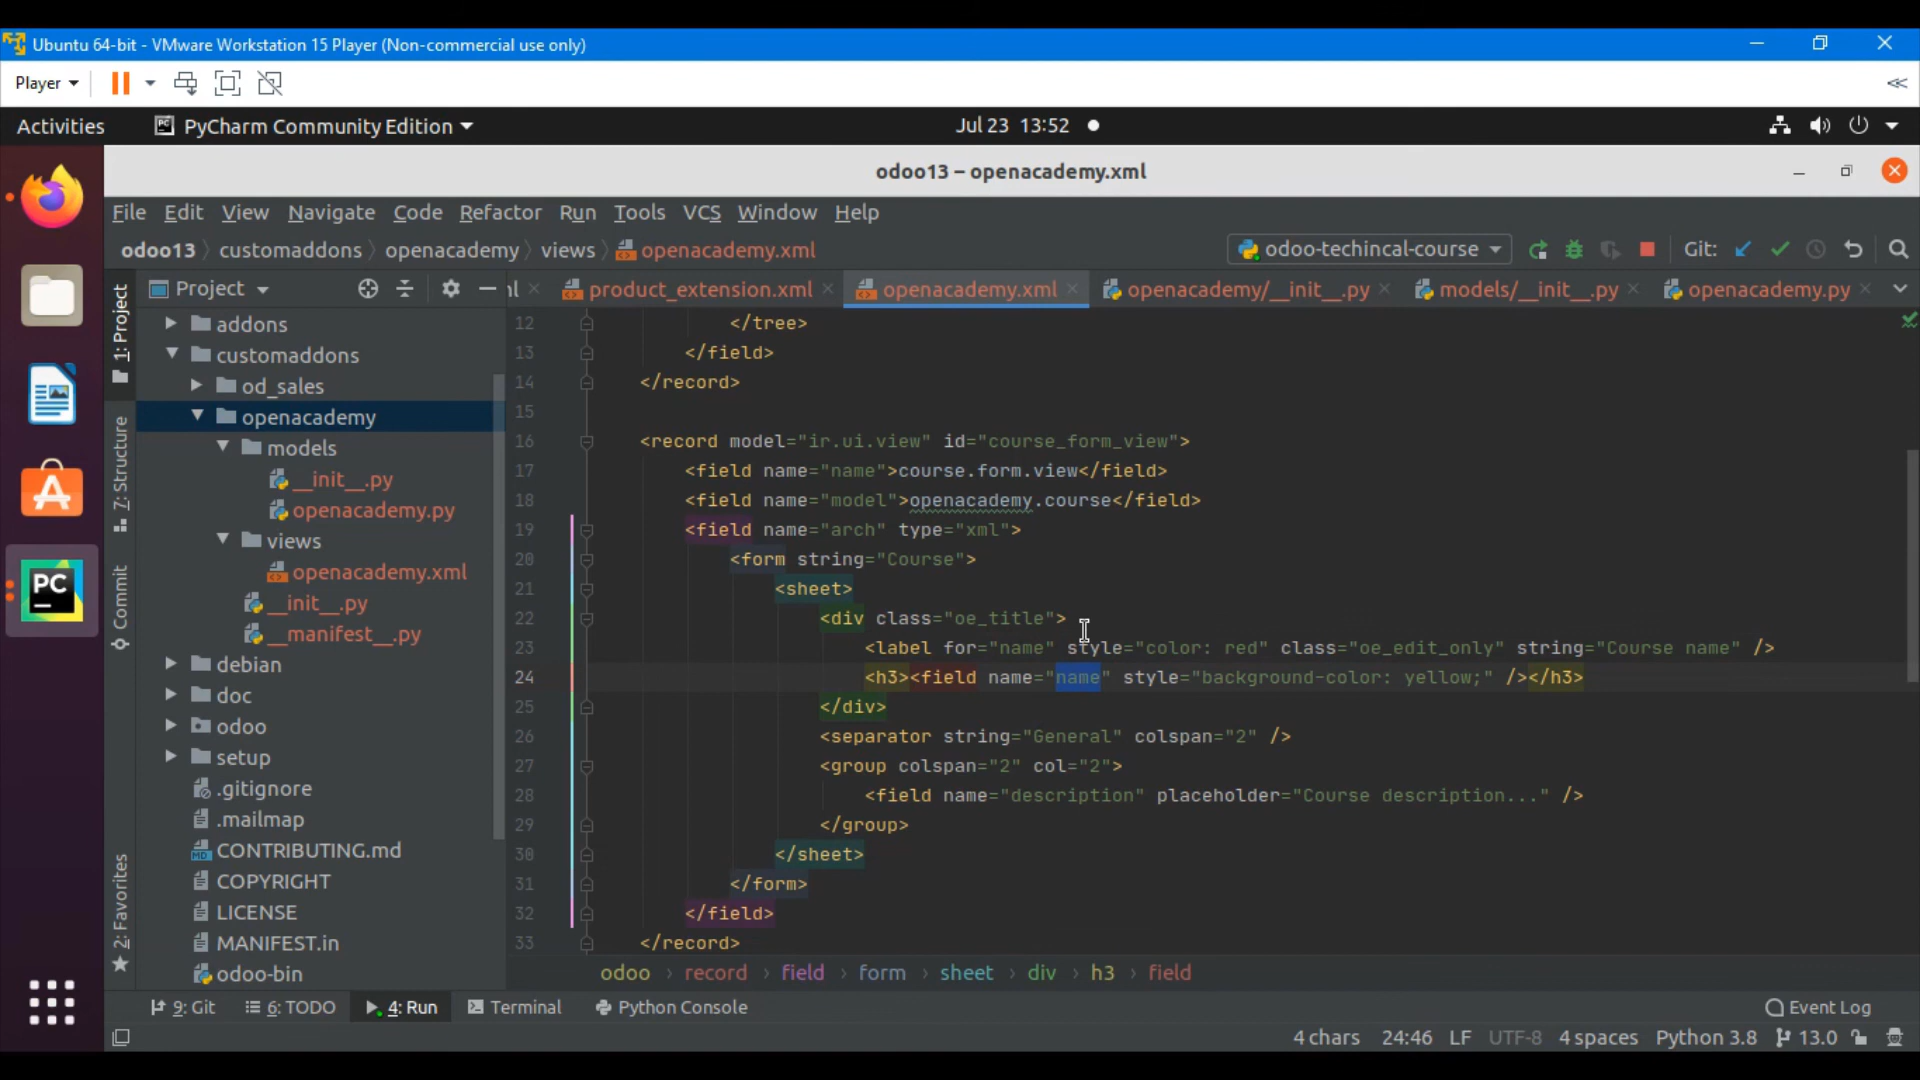 Ubuntu 64-bit - VMware Workstation 15 Player (Non-commercial use only)
Player
Activities PyCharm Community Edition Jul 23 13:52
odoo13 – openacademy.xml
File Edit View Navigate Code Refactor Run Tools VCS Window Help
odoo13 customaddons openacademy views openacademy.xml odoo-techincal-course Git:
1: Project
7: Structure
Commit
2: Favorites
Project
addons
customaddons
od_sales
openacademy
models
__init__.py
openacademy.py
views
openacademy.xml
__init__.py
__manifest__.py
debian
doc
odoo
setup
.gitignore
.mailmap
CONTRIBUTING.md
COPYRIGHT
LICENSE
MANIFEST.in
odoo-bin
product_extension.xml openacademy.xml openacademy/__init__.py models/__init__.py openacademy.py
12 </tree>
13 </field>
14 </record>
15
16 <record model="ir.ui.view" id="course_form_view">
17 <field name="name">course.form.view</field>
18 <field name="model">openacademy.course</field>
19 <field name="arch" type="xml">
20 <form string="Course">
21 <sheet>
22 <div class="oe_title">
23 <label for="name" style="color: red" class="oe_edit_only" string="Course name" />
24 <h3><field name="name" style="background-color: yellow;" /></h3>
25 </div>
26 <separator string="General" colspan="2" />
27 <group colspan="2" col="2">
28 <field name="description" placeholder="Course description..." />
29 </group>
30 </sheet>
31 </form>
32 </field>
33 </record>
odoo record field form sheet div h3 field
9: Git 6: TODO 4: Run Terminal Python Console Event Log
4 chars 24:46 LF UTF-8 4 spaces Python 3.8 13.0